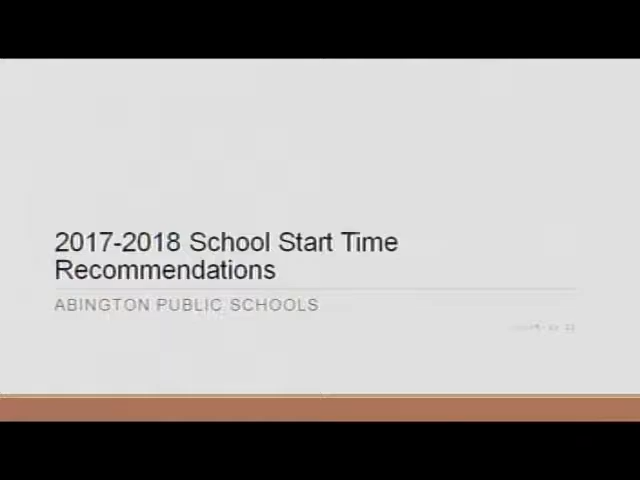 2017-2018 School Start Time
Recommendations
ABINGTON PUBLIC SCHOOLS